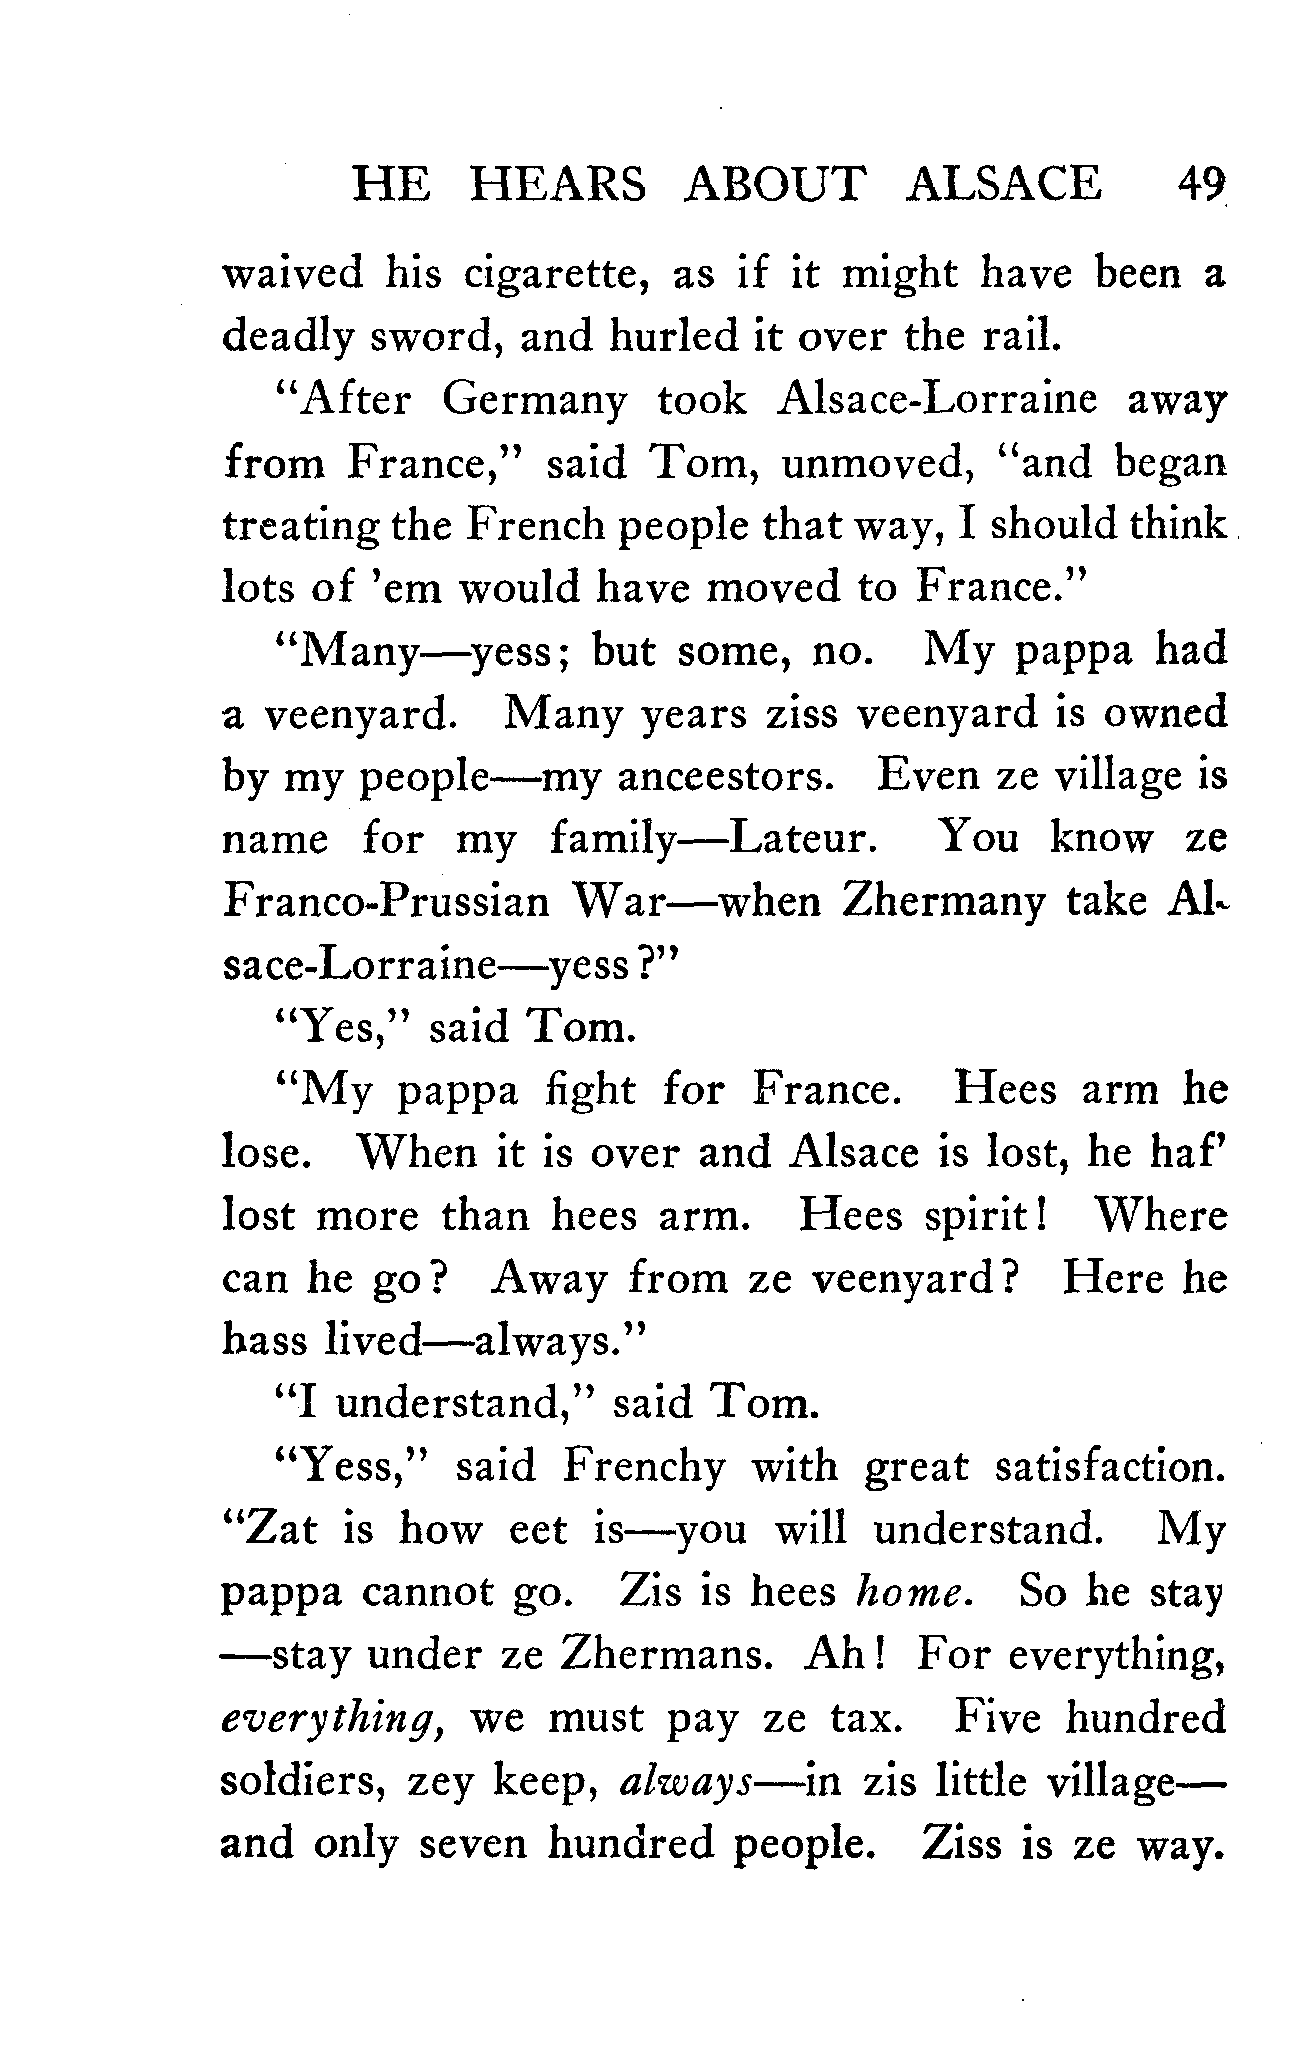 HE HEARS ABOUT ALSACE 49
waived his cigarette, as if it might have been a
deadly sword, and hurled it over the rail.
"After Germany took Alsace-Lorraine away
from France," said Tom, unmoved, "and began
treating the French people that way, I should think
lots of 'em would have moved to France."
"Many—yess; but some, no. My pappa had
a veenyard. Many years ziss veenyard is owned
by my people—my anceestors. Even ze village is
name for my family—Lateur. You know ze
Franco-Prussian War—when Zhermany take Al-
sace-Lorraine—yess?"
"Yes," said Tom.
"My pappa fight for France. Hees arm he
lose. When it is over and Alsace is lost, he haf'
lost more than hees arm. Hees spirit! Where
can he go? Away from ze veenyard? Here he
hass lived—always."
"I understand," said Tom.
"Yess," said Frenchy with great satisfaction.
"Zat is how eet is—you will understand. My
pappa cannot go. Zis is hees home. So he stay
—stay under ze Zhermans. Ah! For everything,
everything, we must pay ze tax. Five hundred
soldiers, zey keep, always—in zis little village—
and only seven hundred people. Ziss is ze way.